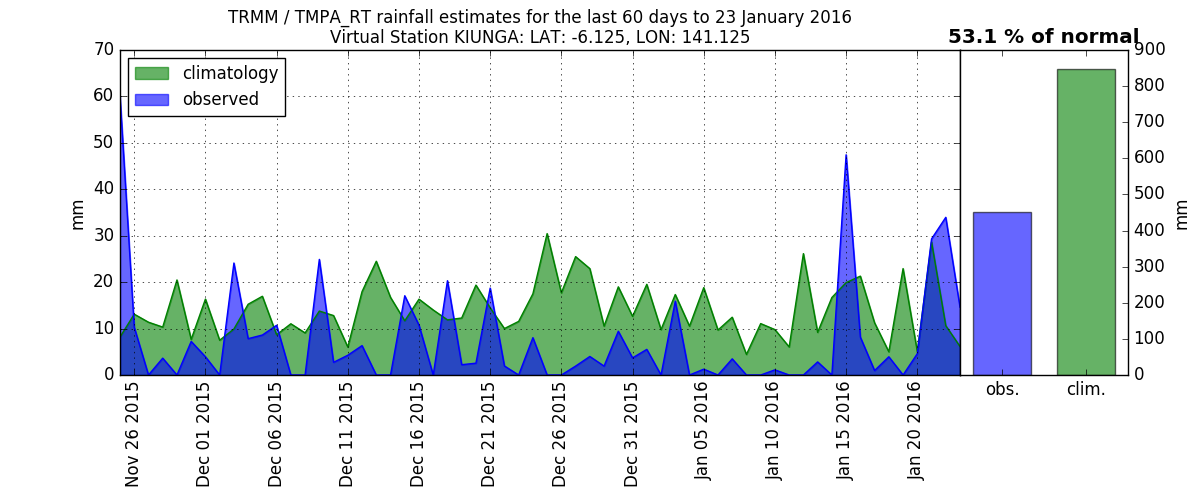 TRMM / TMPA_RT rainfall estimates for the last 60 days to 23 January 2016
Virtual Station KIUNGA: LAT: -6.125, LON: 141.125
53.1 % of normal
climatology
observed
70
60
50
40
30
20
10
0
mm
Nov 26 2015
Dec 01 2015
Dec 06 2015
Dec 11 2015
Dec 16 2015
Dec 21 2015
Dec 26 2015
Dec 31 2015
Jan 05 2016
Jan 10 2016
Jan 15 2016
Jan 20 2016
obs.
clim.
900
800
700
600
500
400
300
200
100
0
mm